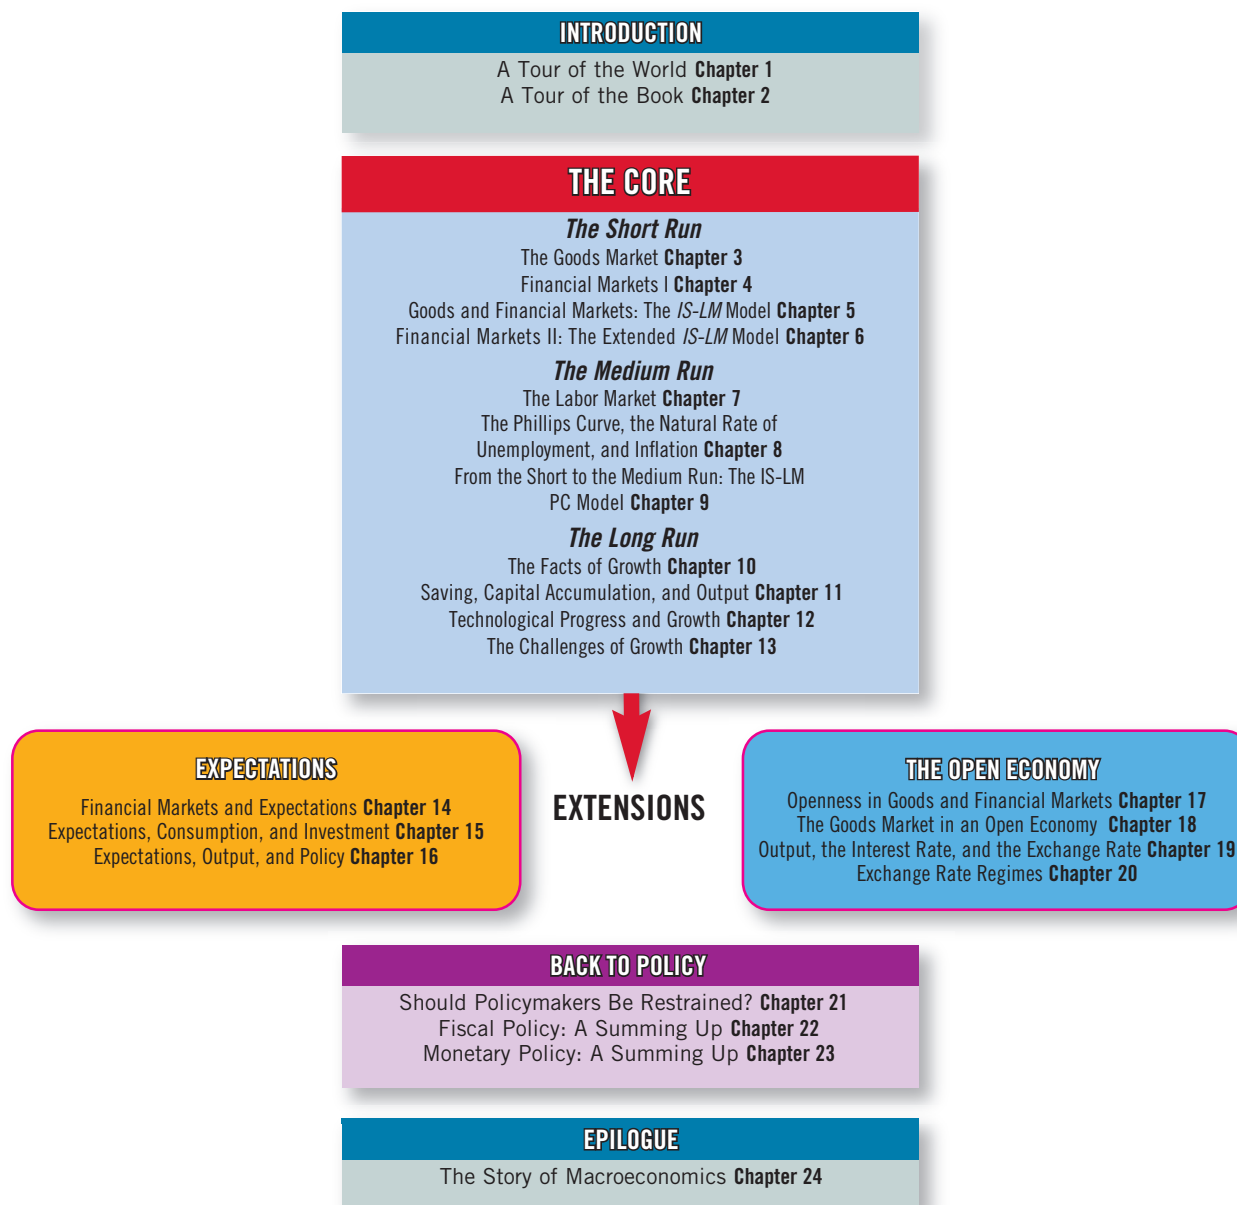 INTRODUCTION
A Tour of the World Chapter 1
A Tour of the Book Chapter 2
THE CORE
The Short Run
The Goods Market Chapter 3
Financial Markets I Chapter 4
Goods and Financial Markets: The IS-LM Model Chapter 5
Financial Markets II: The Extended IS-LM Model Chapter 6
The Medium Run
The Labor Market Chapter 7
The Phillips Curve, the Natural Rate of
Unemployment, and Inflation Chapter 8
From the Short to the Medium Run: The IS-LM
PC Model Chapter 9
The Long Run
The Facts of Growth Chapter 10
Saving, Capital Accumulation, and Output Chapter 11
Technological Progress and Growth Chapter 12
The Challenges of Growth Chapter 13
EXTENSIONS
EXPECTATIONS
Financial Markets and Expectations Chapter 14
Expectations, Consumption, and Investment Chapter 15
Expectations, Output, and Policy Chapter 16
THE OPEN ECONOMY
Openness in Goods and Financial Markets Chapter 17
The Goods Market in an Open Economy Chapter 18
Output, the Interest Rate, and the Exchange Rate Chapter 19
Exchange Rate Regimes Chapter 20
BACK TO POLICY
Should Policymakers Be Restrained? Chapter 21
Fiscal Policy: A Summing Up Chapter 22
Monetary Policy: A Summing Up Chapter 23
EPILOGUE
The Story of Macroeconomics Chapter 24